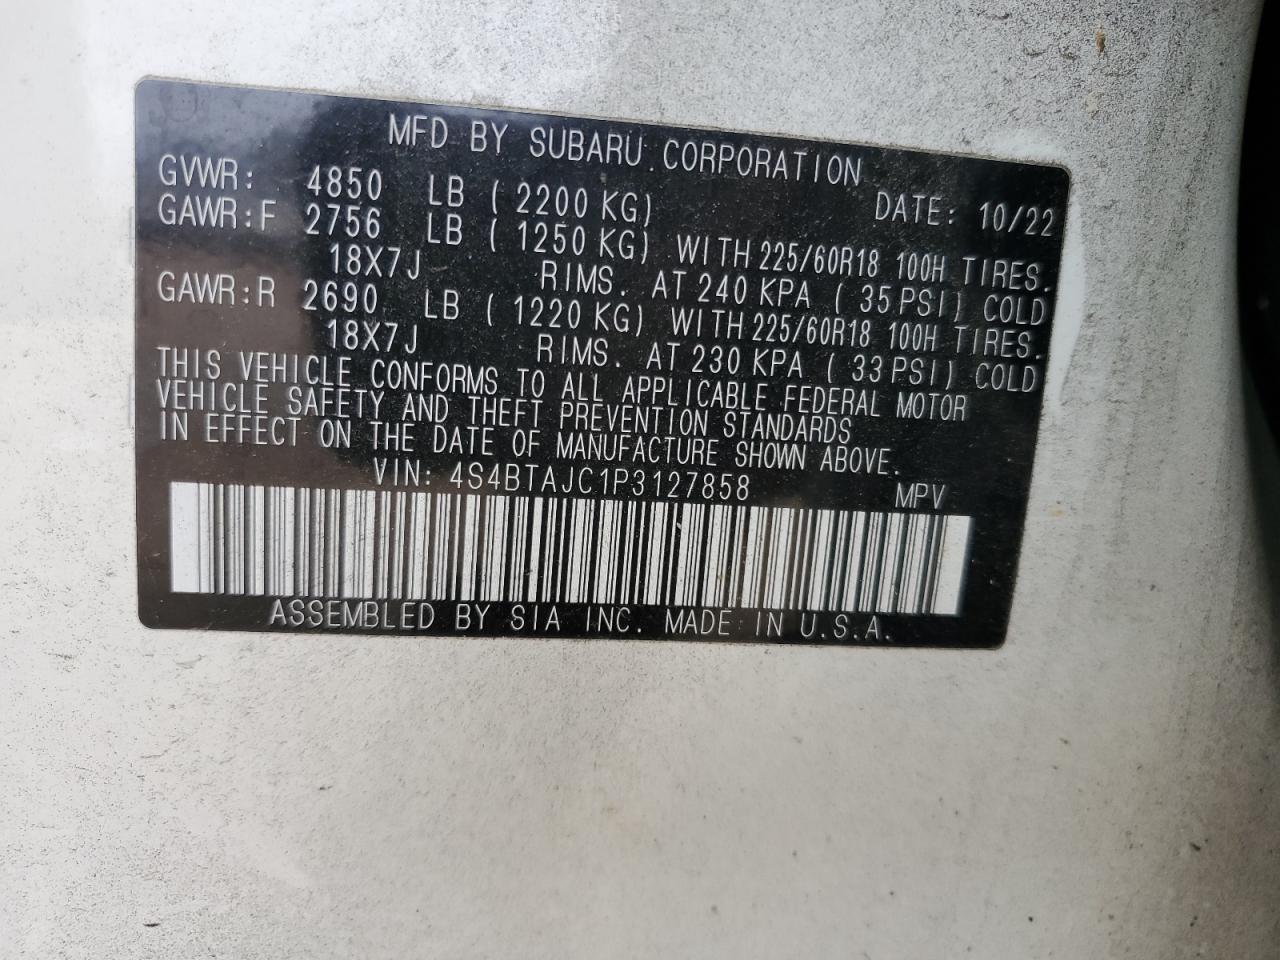 MFD BY SUBARU CORPORATION
GVWR: 4850 LB ( 2200 KG) DATE: 10/22
GAWR:F 2756 LB ( 1250 KG) WITH 225/60R18 100H TIRES.
18X7J RIMS. AT 240 KPA ( 35 PSI) COLD
GAWR:R 2690 LB ( 1220 KG) WITH 225/60R18 100H TIRES.
18X7J RIMS. AT 230 KPA ( 33 PSI) COLD
THIS VEHICLE CONFORMS TO ALL APPLICABLE FEDERAL MOTOR
VEHICLE SAFETY AND THEFT PREVENTION STANDARDS
IN EFFECT ON THE DATE OF MANUFACTURE SHOWN ABOVE.
VIN: 4S4BTAJC1P3127858 MPV
ASSEMBLED BY SIA INC. MADE IN U.S.A.